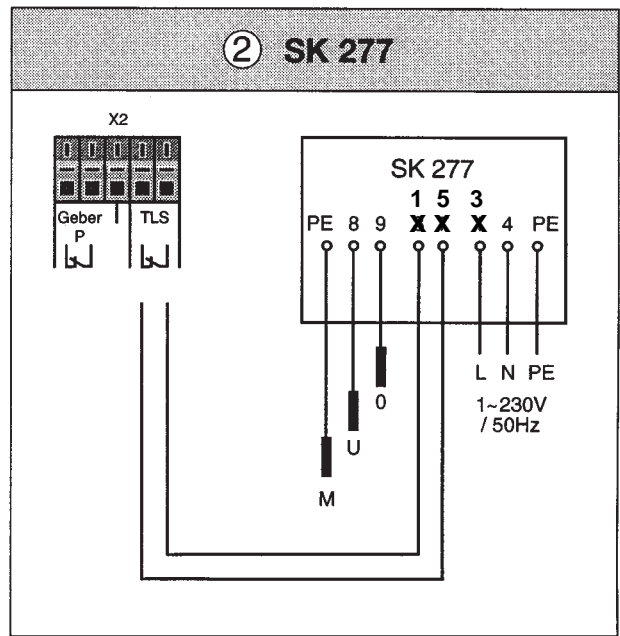 ② SK 277
X2
Geber P
TLS
SK 277
1 5 3
PE 8 9 X X X 4 PE
L N PE
1~230V
/ 50Hz
0
U
M